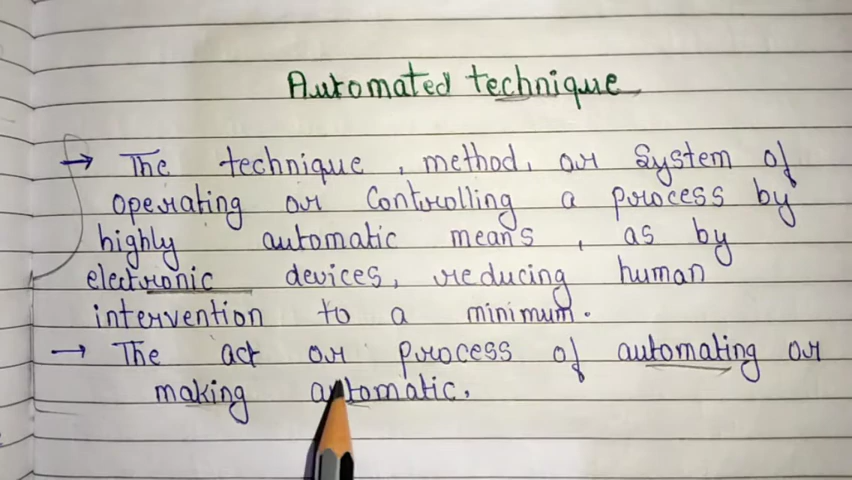 Automated technique
→ The technique, method, or System of
operating or Controlling a process by
highly automatic means, as by
electronic devices, reducing human
intervention to a minimum.
→ The act or process of automating or
making automatic.